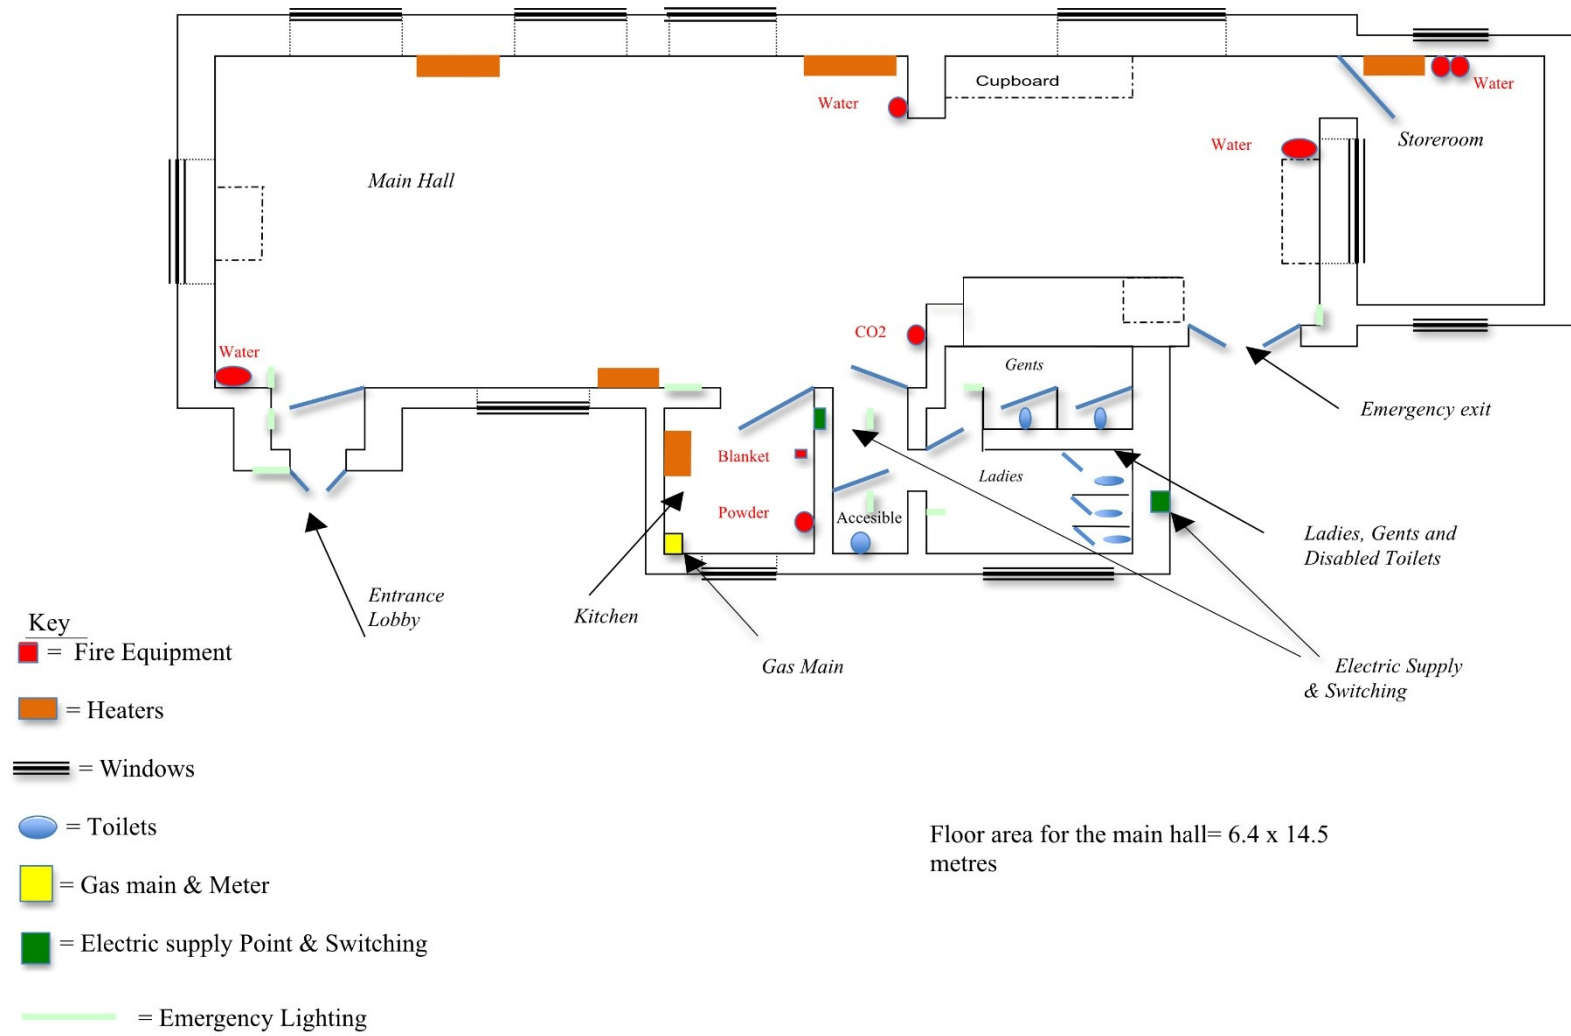 Cupboard
Water
Water
Water
Storeroom
Main Hall
CO2
Water
Gents
Emergency exit
Blanket
Ladies
Powder
Accesible
Ladies, Gents and
Disabled Toilets
Entrance
Lobby
Kitchen
Gas Main
Electric Supply
& Switching
Key
= Fire Equipment
= Heaters
= Windows
= Toilets
= Gas main & Meter
= Electric supply Point & Switching
= Emergency Lighting
Floor area for the main hall= 6.4 x 14.5
metres